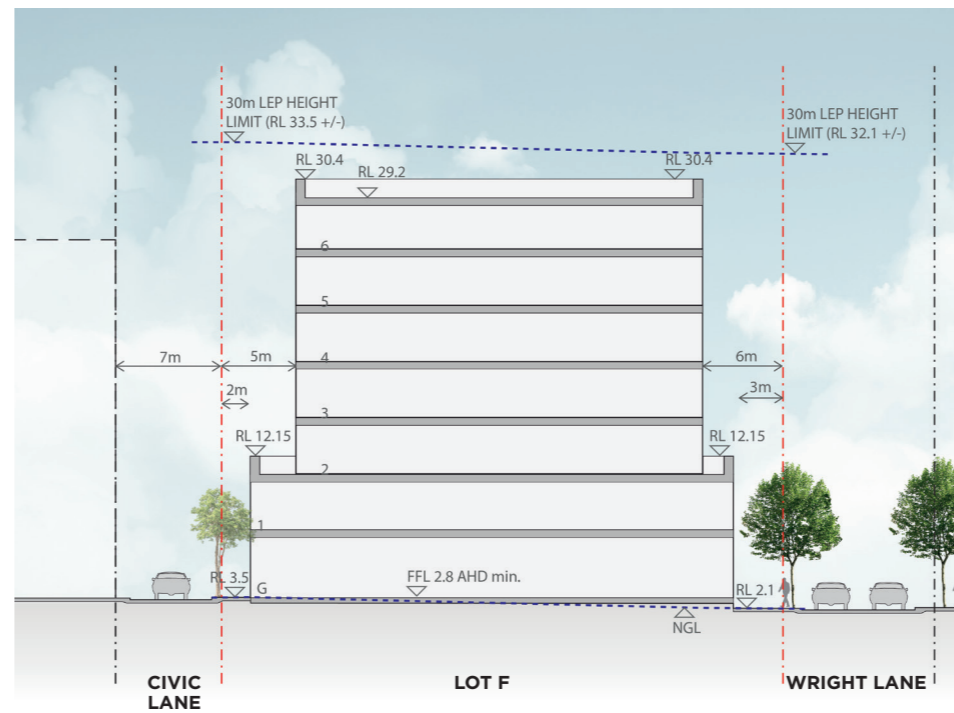 30m LEP HEIGHT
LIMIT (RL 33.5 +/-)
30m LEP HEIGHT
LIMIT (RL 32.1 +/-)
RL 30.4
RL 29.2
RL 30.4
6
5
4
7m
5m
6m
2m
3m
3
RL 12.15
RL 12.15
2
1
RL 3.5
G
FFL 2.8 AHD min.
RL 2.1
NGL
CIVIC
LANE
LOT F
WRIGHT LANE